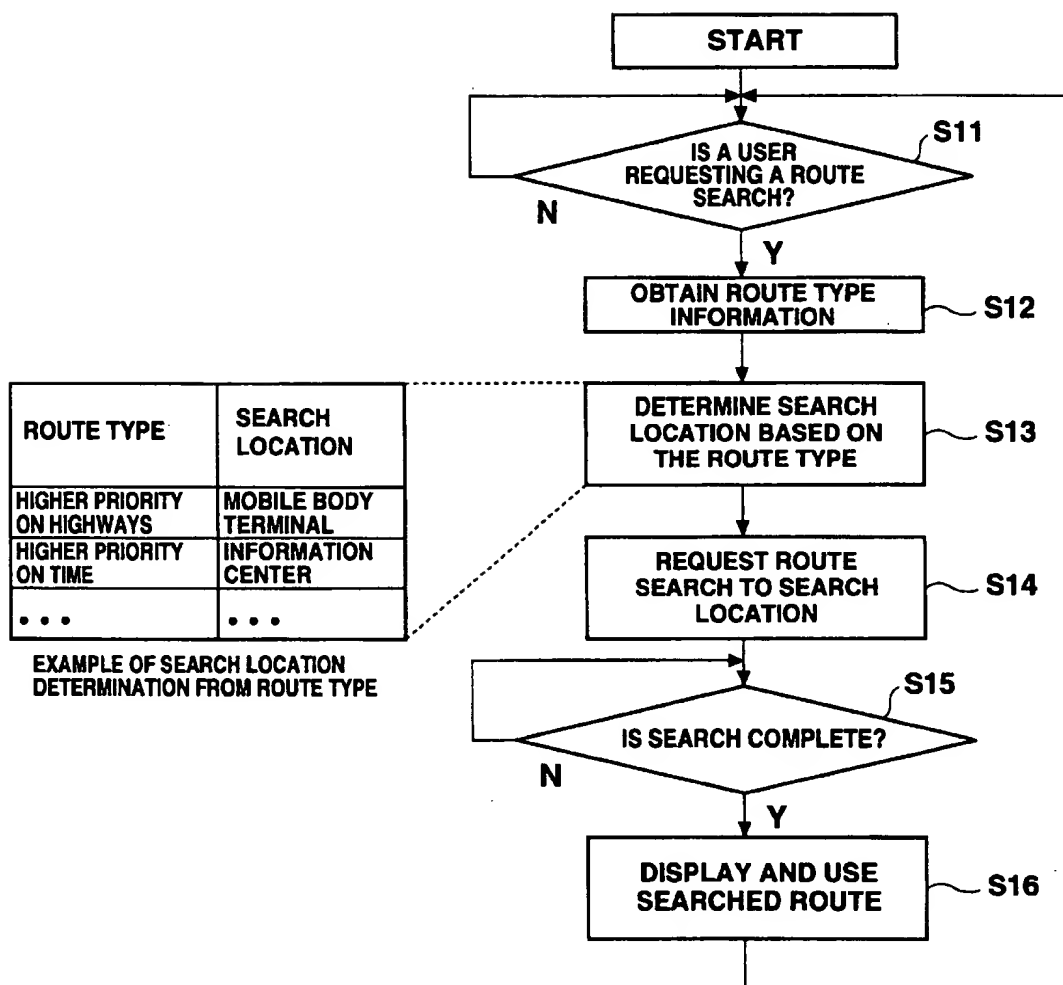 START
S11
IS A USER
REQUESTING A ROUTE
SEARCH?
N
Y
OBTAIN ROUTE TYPE
INFORMATION
S12
ROUTE TYPE
SEARCH
LOCATION
HIGHER PRIORITY
ON HIGHWAYS
MOBILE BODY
TERMINAL
HIGHER PRIORITY
ON TIME
INFORMATION
CENTER
• • •
• • •
EXAMPLE OF SEARCH LOCATION
DETERMINATION FROM ROUTE TYPE
DETERMINE SEARCH
LOCATION BASED ON
THE ROUTE TYPE
S13
REQUEST ROUTE
SEARCH TO SEARCH
LOCATION
S14
S15
IS SEARCH COMPLETE?
N
Y
DISPLAY AND USE
SEARCHED ROUTE
S16